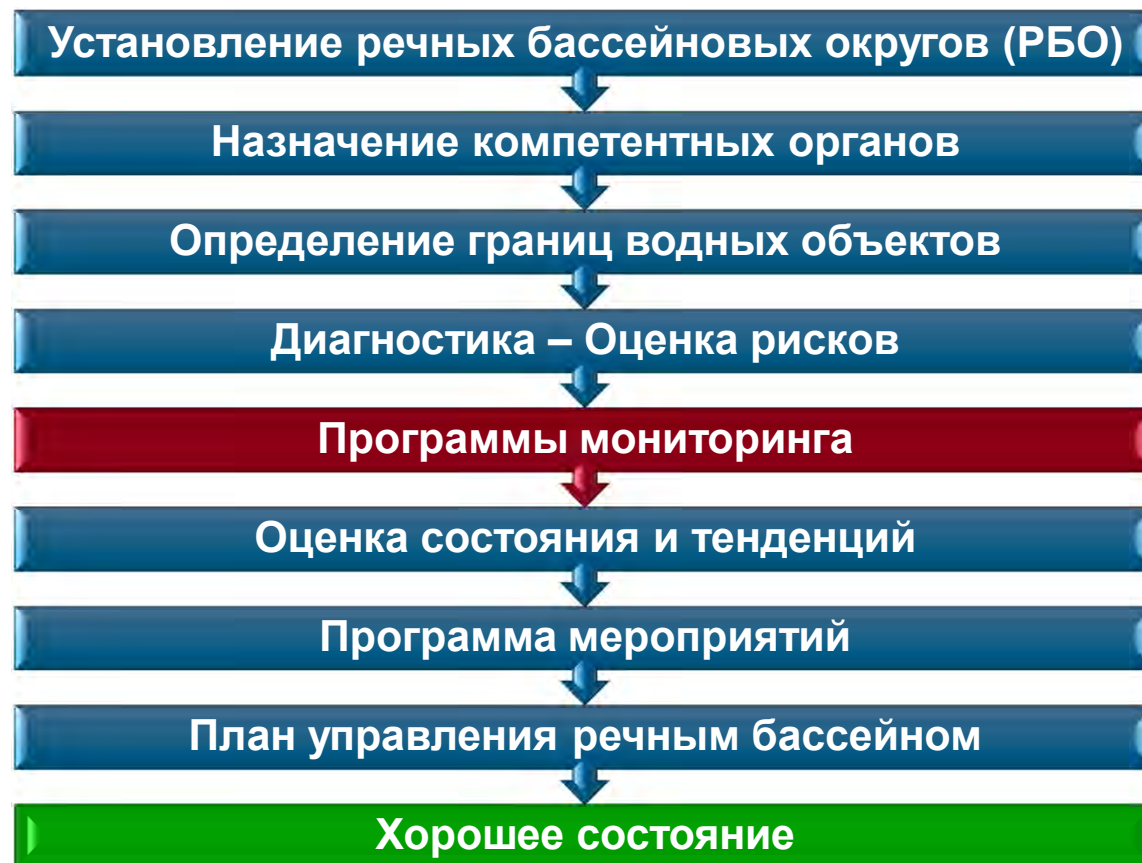 Установление речных бассейновых округов (РБО)
Назначение компетентных органов
Определение границ водных объектов
Диагностика – Оценка рисков
Программы мониторинга
Оценка состояния и тенденций
Программа мероприятий
План управления речным бассейном
Хорошее состояние